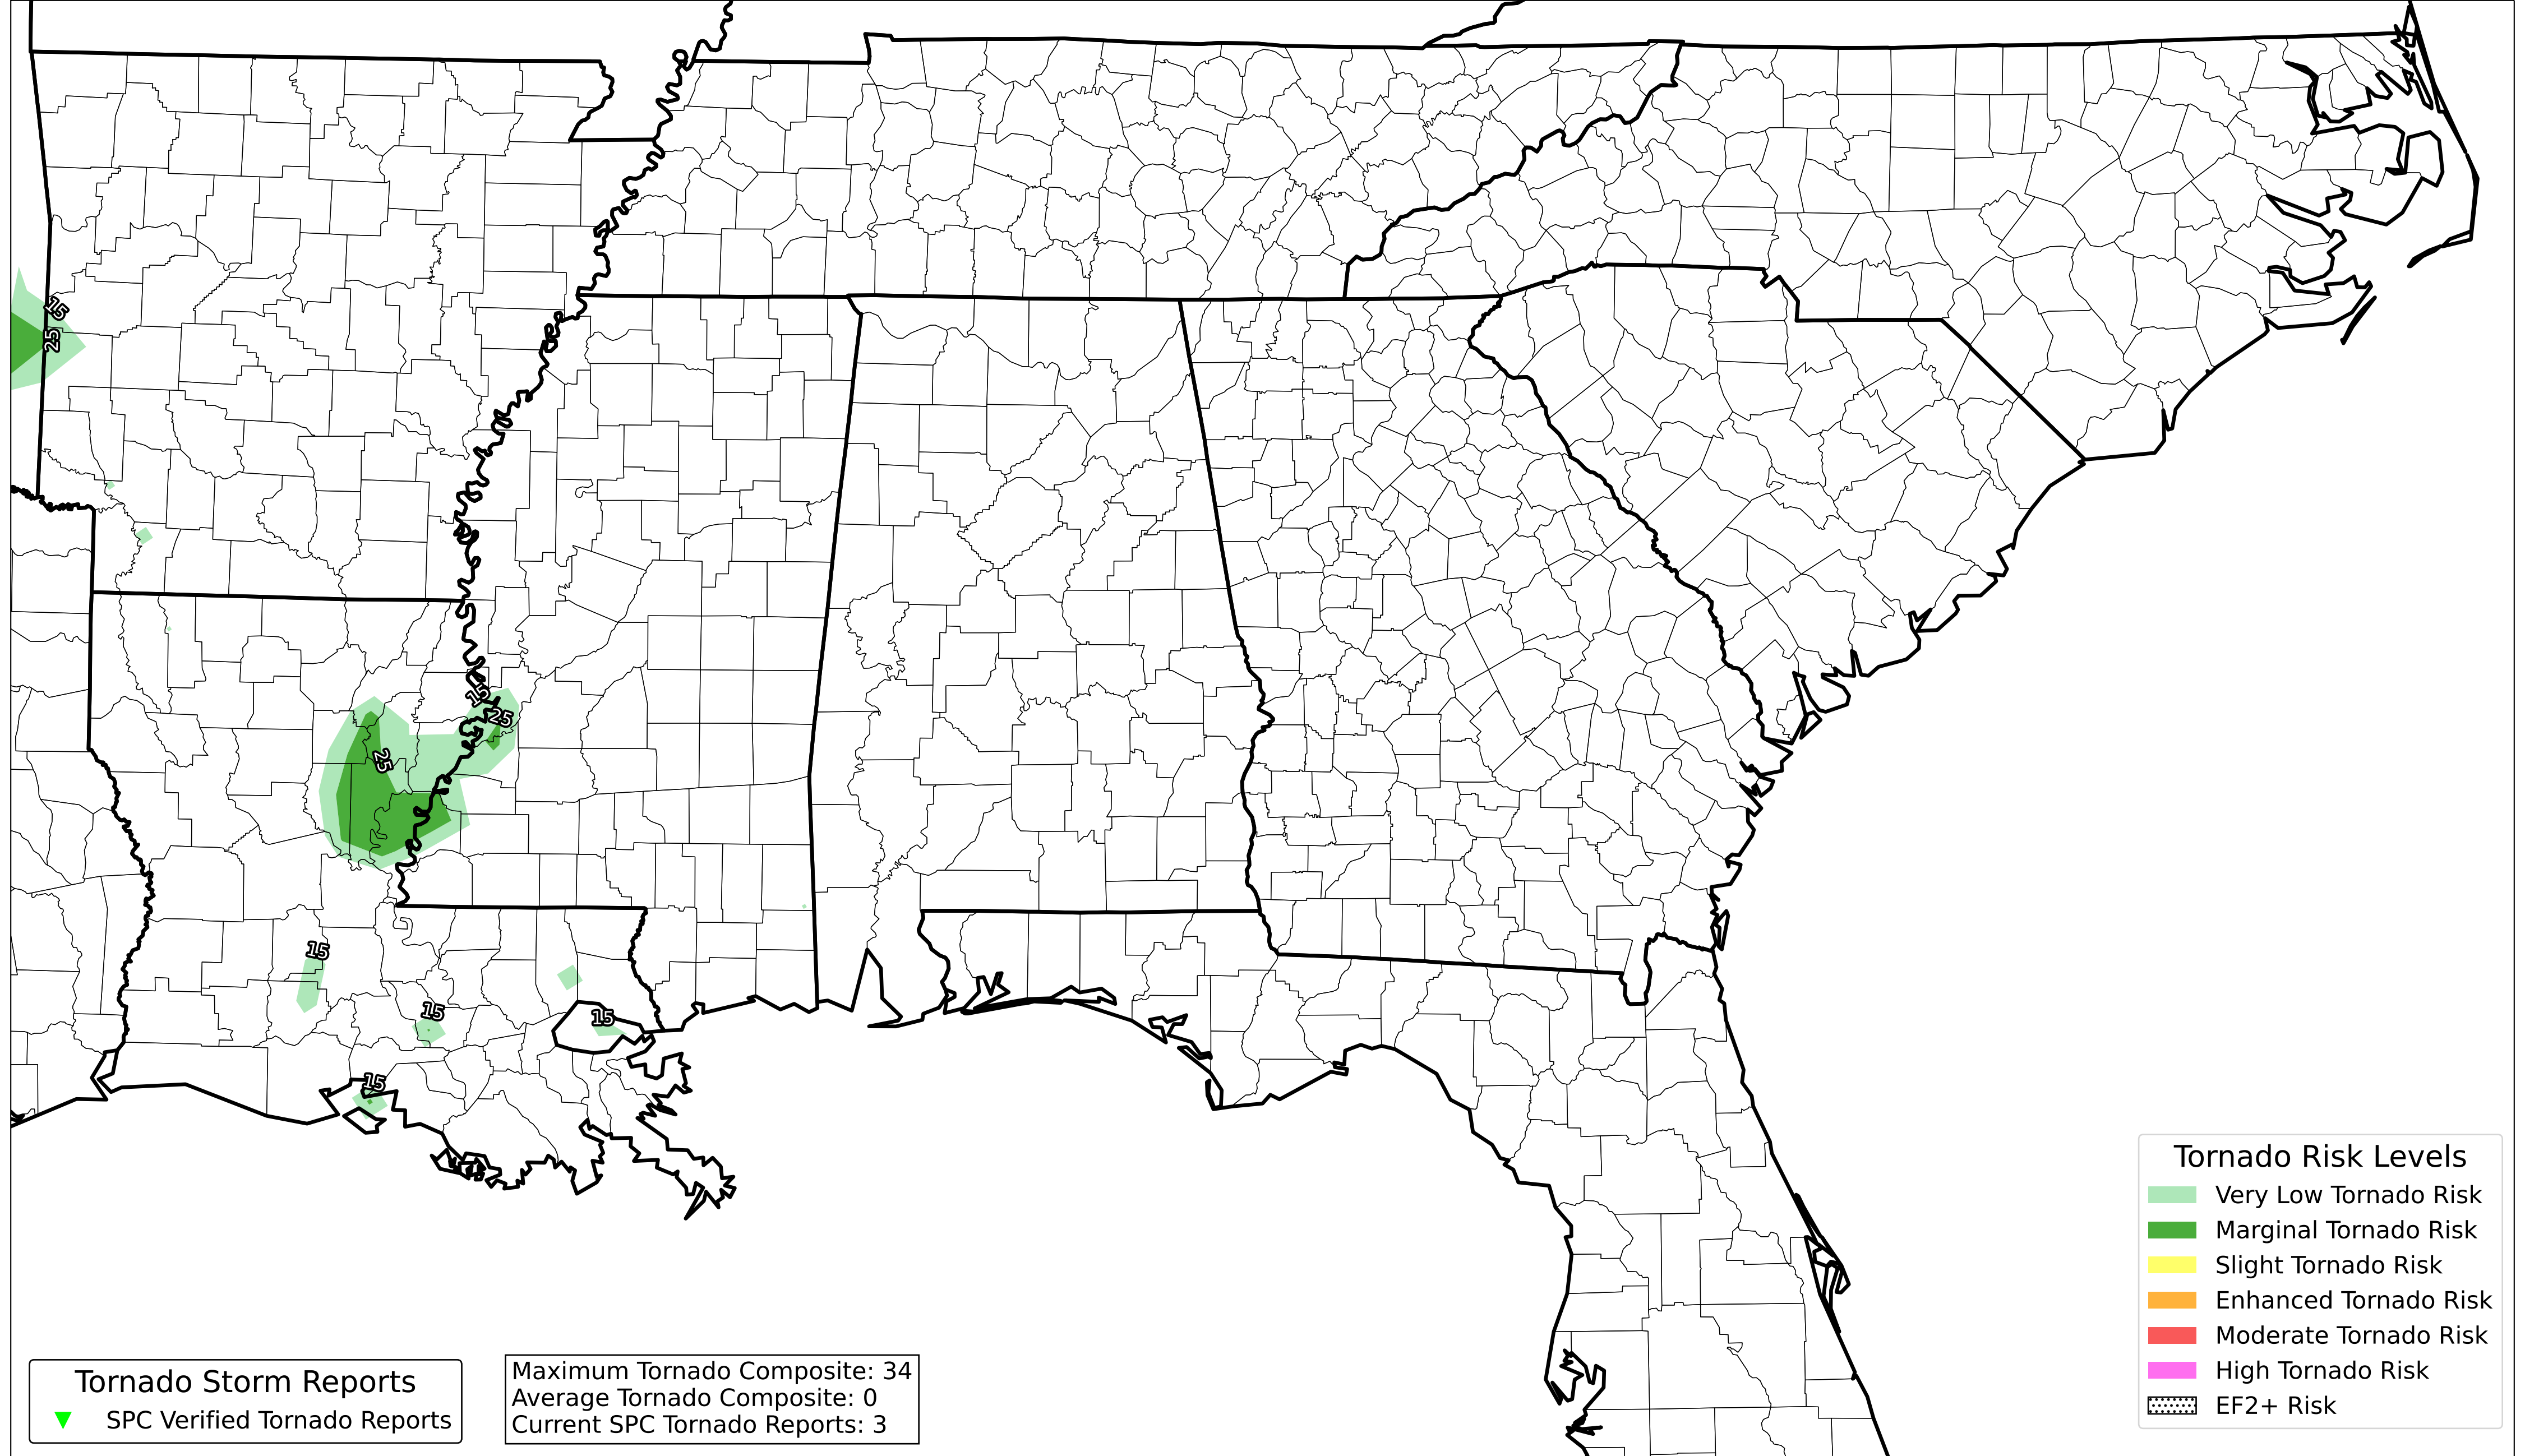 15
25
15
25
25
15
15
15
15
Tornado Risk Levels
Very Low Tornado Risk
Marginal Tornado Risk
Slight Tornado Risk
Enhanced Tornado Risk
Moderate Tornado Risk
High Tornado Risk
EF2+ Risk
Tornado Storm Reports
SPC Verified Tornado Reports
Maximum Tornado Composite: 34
Average Tornado Composite: 0
Current SPC Tornado Reports: 3